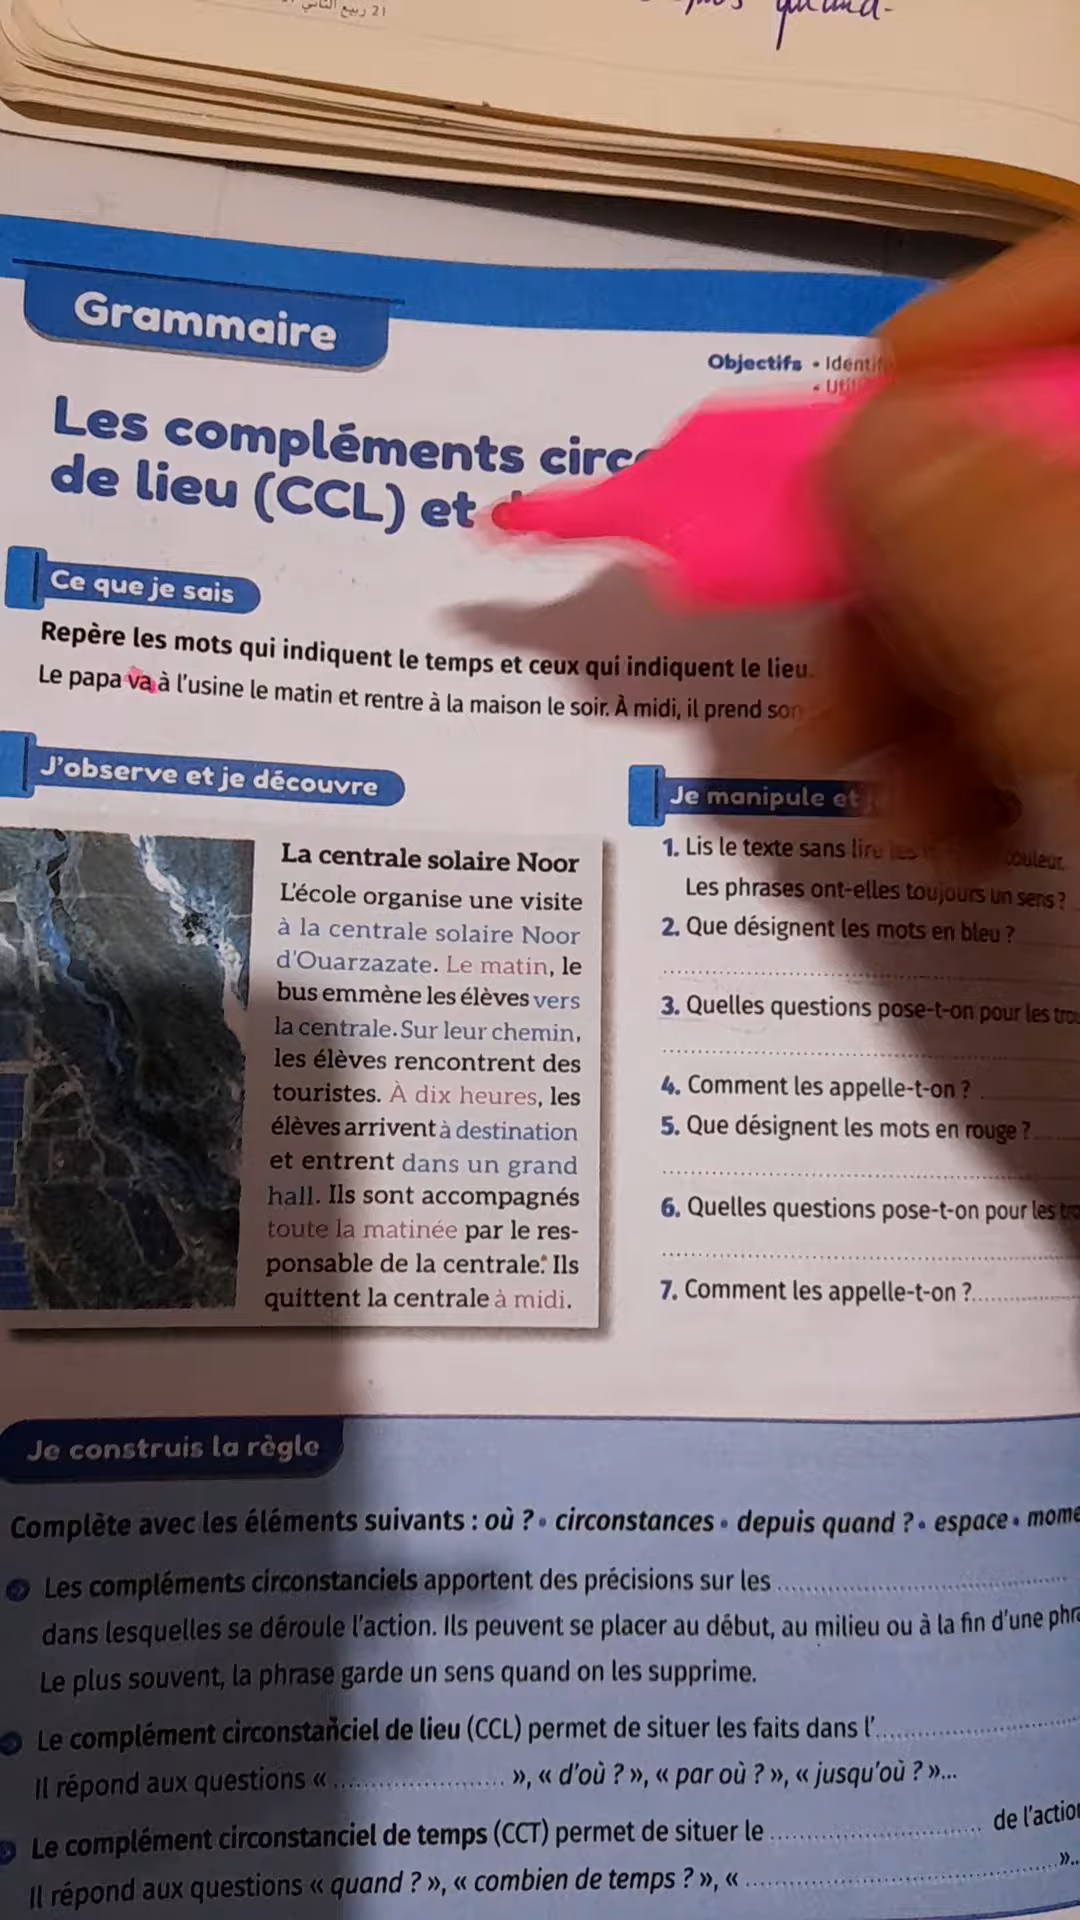 21 ربيع الثاني
quand-
Grammaire
Objectifs • Identif
• Util
Les compléments circo
de lieu (CCL) et d
Ce que je sais
Repère les mots qui indiquent le temps et ceux qui indiquent le lieu.
Le papa va à l'usine le matin et rentre à la maison le soir. À midi, il prend son
J'observe et je découvre
La centrale solaire Noor
L'école organise une visite
à la centrale solaire Noor
d'Ouarzazate. Le matin, le
bus emmène les élèves vers
la centrale. Sur leur chemin,
les élèves rencontrent des
touristes. À dix heures, les
élèves arrivent à destination
et entrent dans un grand
hall. Ils sont accompagnés
toute la matinée par le res-
ponsable de la centrale. Ils
quittent la centrale à midi.
Je manipule et
1. Lis le texte sans lire les couleur.
Les phrases ont-elles toujours un sens ?
2. Que désignent les mots en bleu ?
3. Quelles questions pose-t-on pour les trou
4. Comment les appelle-t-on ?
5. Que désignent les mots en rouge ?
6. Quelles questions pose-t-on pour les tro
7. Comment les appelle-t-on ?
Je construis la règle
Complète avec les éléments suivants : où ? • circonstances • depuis quand ? • espace • mome
Les compléments circonstanciels apportent des précisions sur les
dans lesquelles se déroule l'action. Ils peuvent se placer au début, au milieu ou à la fin d'une phra
Le plus souvent, la phrase garde un sens quand on les supprime.
Le complément circonstanciel de lieu (CCL) permet de situer les faits dans l'
Il répond aux questions « », « d'où ? », « par où ? », « jusqu'où ? »...
Le complément circonstanciel de temps (CCT) permet de situer le de l'action
Il répond aux questions « quand ? », « combien de temps ? », « »..